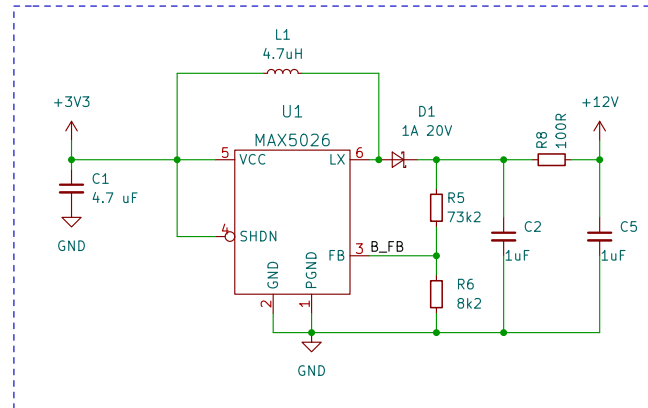 L1
4.7uH
+3V3
U1
MAX5026
D1
1A 20V
R8
100R
+12V
5
VCC
LX
6
C1
4.7 uF
R5
73k2
4
SHDN
C2
1uF
C5
1uF
FB
3
B_FB
GND
R6
8k2
GND
PGND
2
1
GND